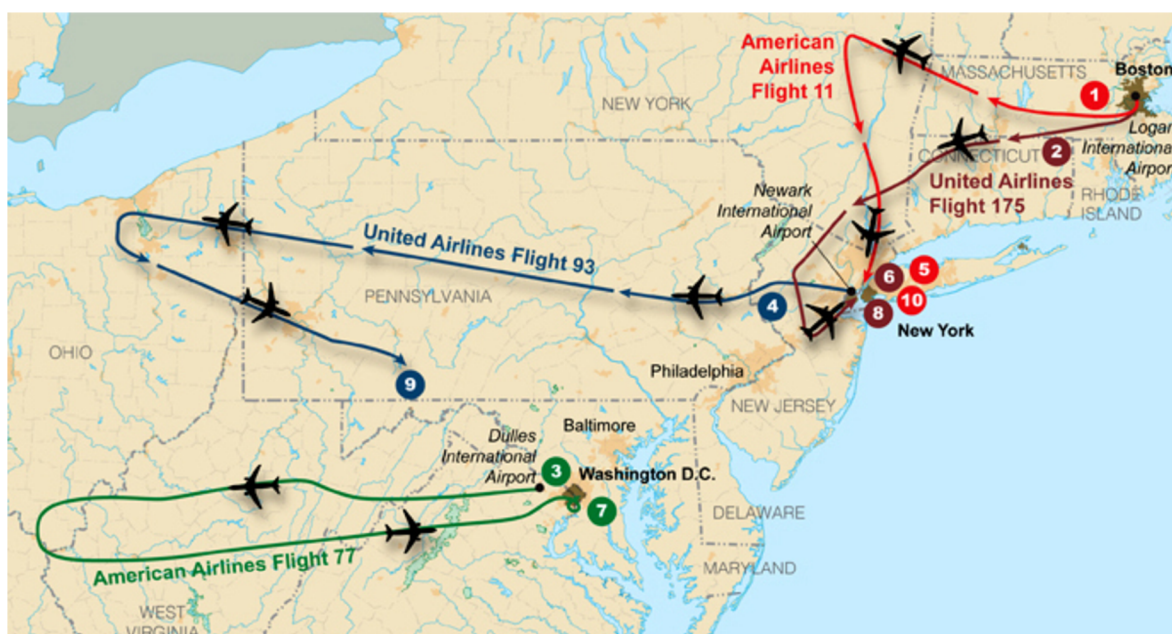 American
Airlines
Flight 11
MASSACHUSETTS
Boston
1
NEW YORK
Logan
International
Airport
CONNECTICUT
2
United Airlines
Flight 175
RHODE
ISLAND
Newark
International
Airport
United Airlines Flight 93
6
5
4
10
8
New York
PENNSYLVANIA
OHIO
9
Philadelphia
NEW JERSEY
Baltimore
Dulles
International
Airport
3
Washington D.C.
7
DELAWARE
American Airlines Flight 77
MARYLAND
WEST
VIRGINIA